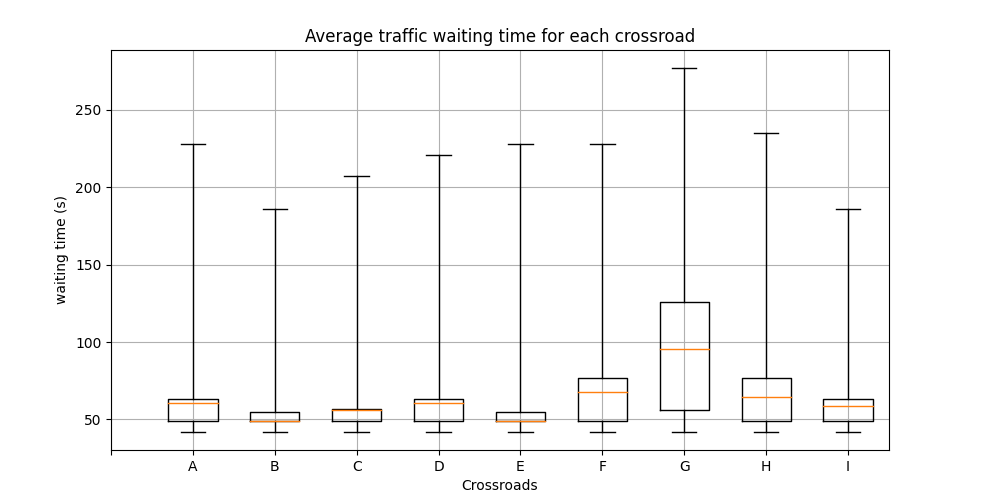 Average traffic waiting time for each crossroad
waiting time (s)
250
200
150
100
50
A B C D E F G H I
Crossroads